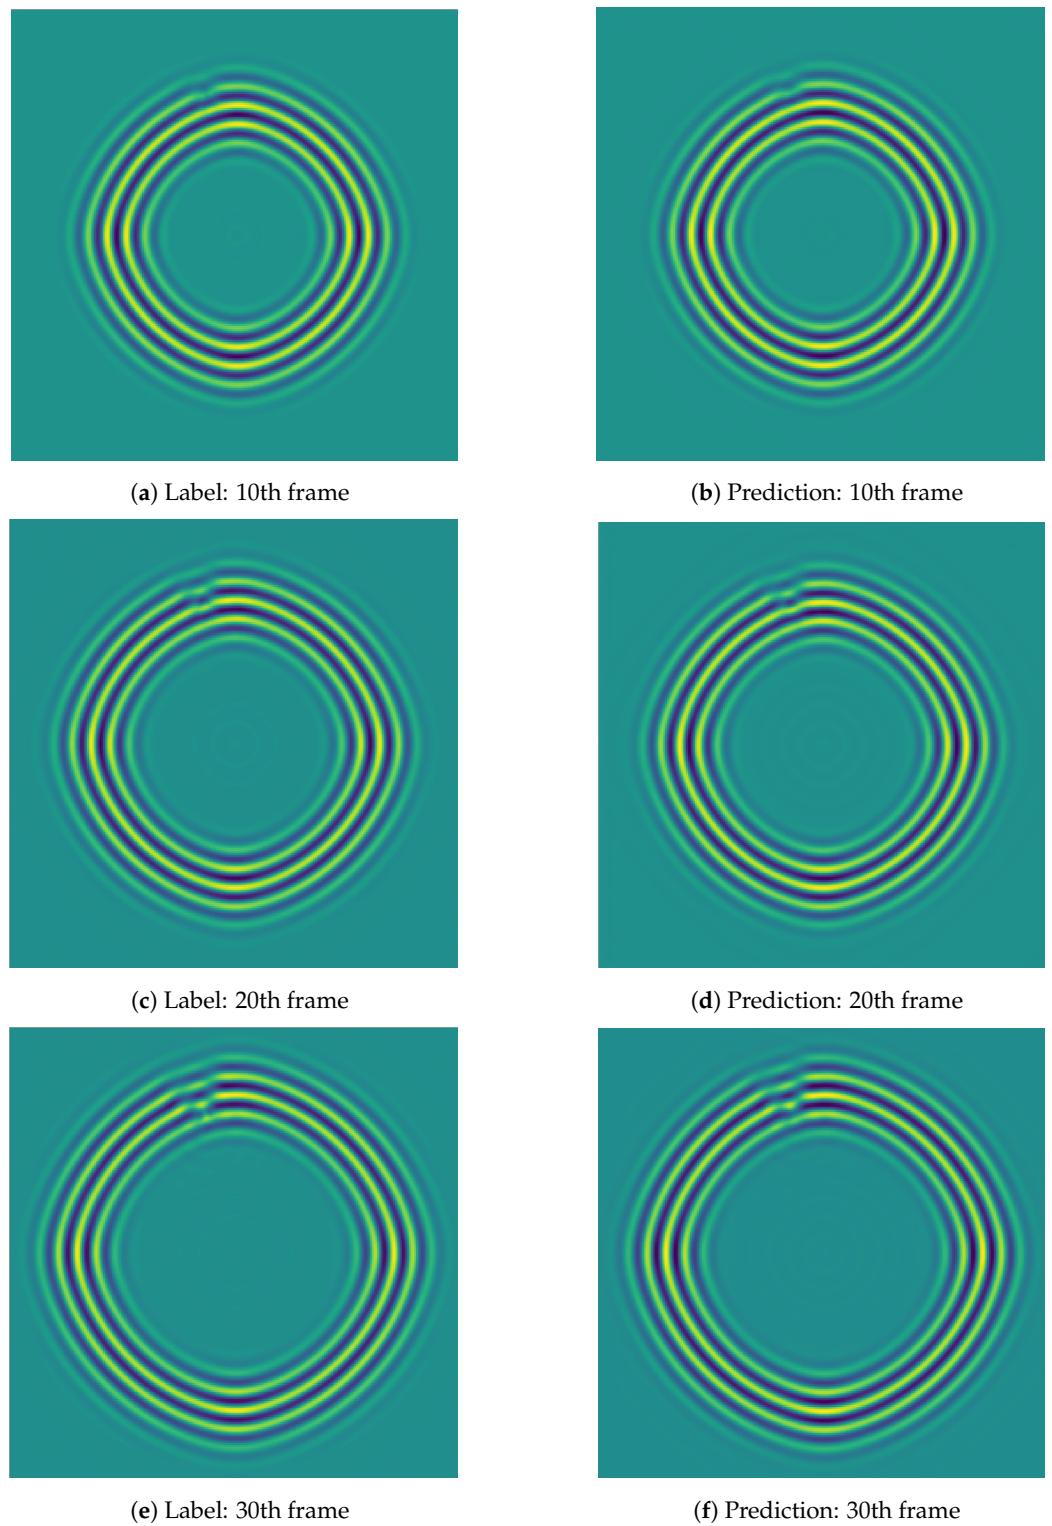 (a) Label: 10th frame
(b) Prediction: 10th frame
(c) Label: 20th frame
(d) Prediction: 20th frame
(e) Label: 30th frame
(f) Prediction: 30th frame